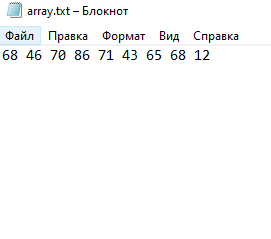 array.txt – Блокнот
Файл Правка Формат Вид Справка
68 46 70 86 71 43 65 68 12